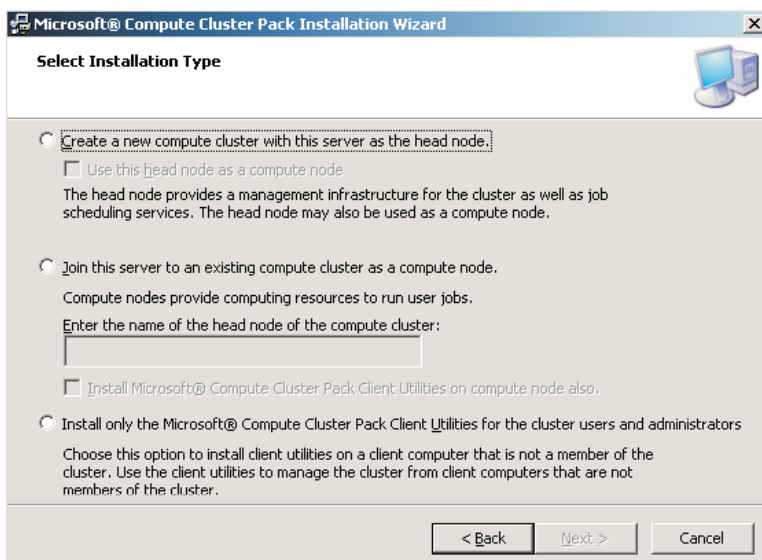 Microsoft® Compute Cluster Pack Installation Wizard
Select Installation Type
Create a new compute cluster with this server as the head node.
Use this head node as a compute node
The head node provides a management infrastructure for the cluster as well as job
scheduling services. The head node may also be used as a compute node.
Join this server to an existing compute cluster as a compute node.
Compute nodes provide computing resources to run user jobs.
Enter the name of the head node of the compute cluster:
Install Microsoft® Compute Cluster Pack Client Utilities on compute node also.
Install only the Microsoft® Compute Cluster Pack Client Utilities for the cluster users and administrators
Choose this option to install client utilities on a client computer that is not a member of the
cluster. Use the client utilities to manage the cluster from client computers that are not
members of the cluster.
< Back Next > Cancel